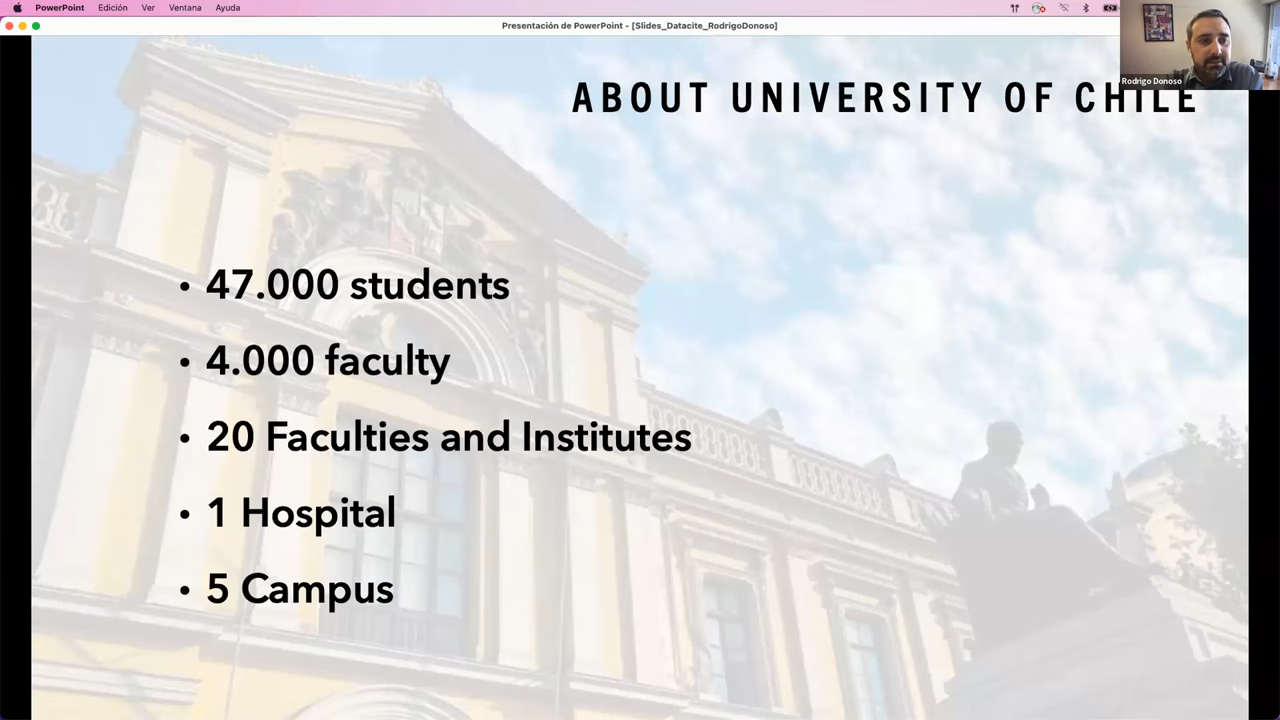 PowerPoint Edición Ver Ventana Ayuda
Presentación de PowerPoint - [Slides_Datacite_RodrigoDonoso]
Rodrigo Donoso
ABOUT UNIVERSITY OF CHILE
• 47.000 students
• 4.000 faculty
• 20 Faculties and Institutes
• 1 Hospital
• 5 Campus